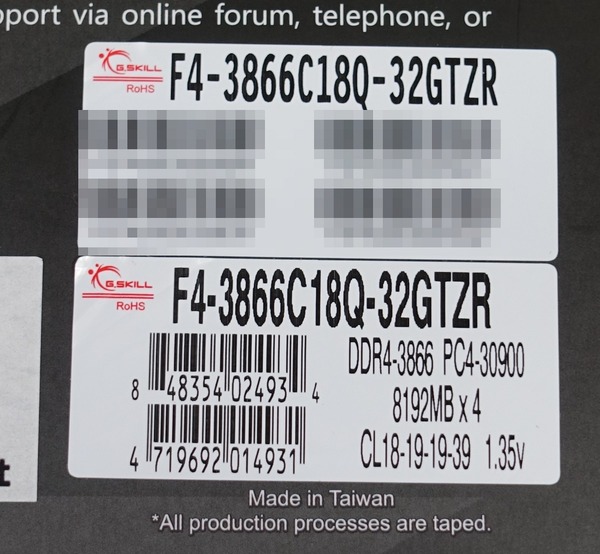 pport via online forum, telephone, or
G.SKILL
RoHS
F4-3866C18Q-32GTZR
G.SKILL
RoHS
F4-3866C18Q-32GTZR
8 48354 02493 4
4 719692 014931
DDR4-3866 PC4-30900
8192MB x 4
CL18-19-19-39 1.35v
t
Made in Taiwan
*All production processes are taped.